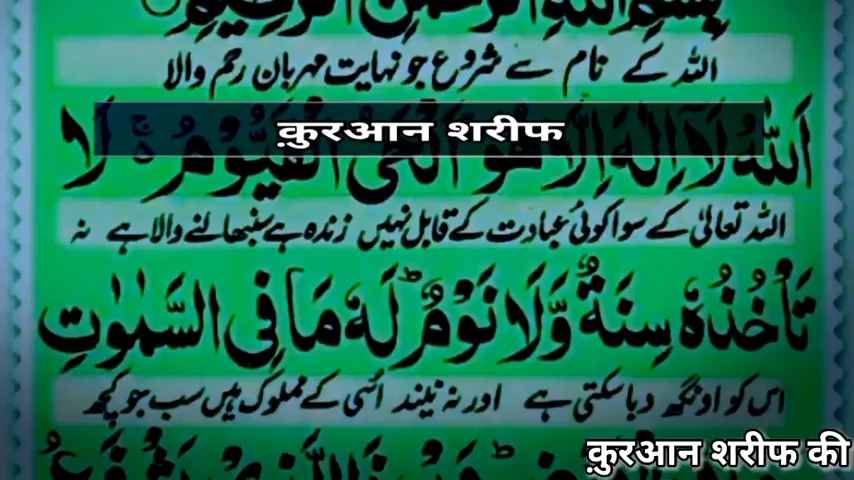 بِسْمِ اللّٰهِ الرَّحْمٰنِ الرَّحِيْمِ
اللہ کے نام سے شروع جو نہایت مہربان رحم والا
क़ुरआन शरीफ
اَللّٰهُ لَاۤ اِلٰهَ اِلَّا هُوَ الْحَیُّ الْقَیُّوْمُ ۚ لَا
اللہ تعالیٰ کے سوا کوئی عبادت کے قابل نہیں زندہ ہے سنبھالنے والا ہے نہ
تَاْخُذُهٗ سِنَةٌ وَّلَا نَوْمٌ ؕ لَهٗ مَا فِی السَّمٰوٰتِ
اس کو اونگھ دبا سکتی ہے اور نہ نیند اسی کے مملوک ہیں سب جو کچھ
क़ुरआन शरीफ की